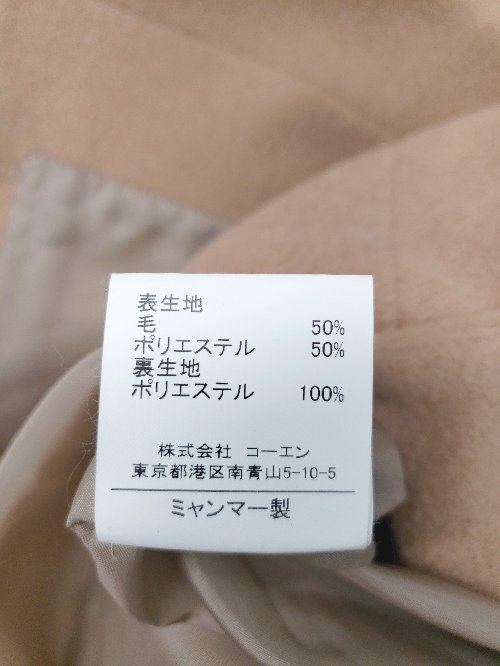 表生地
毛 50%
ポリエステル 50%
裏生地
ポリエステル 100%
株式会社 コーエン
東京都港区南青山5-10-5
ミャンマー製